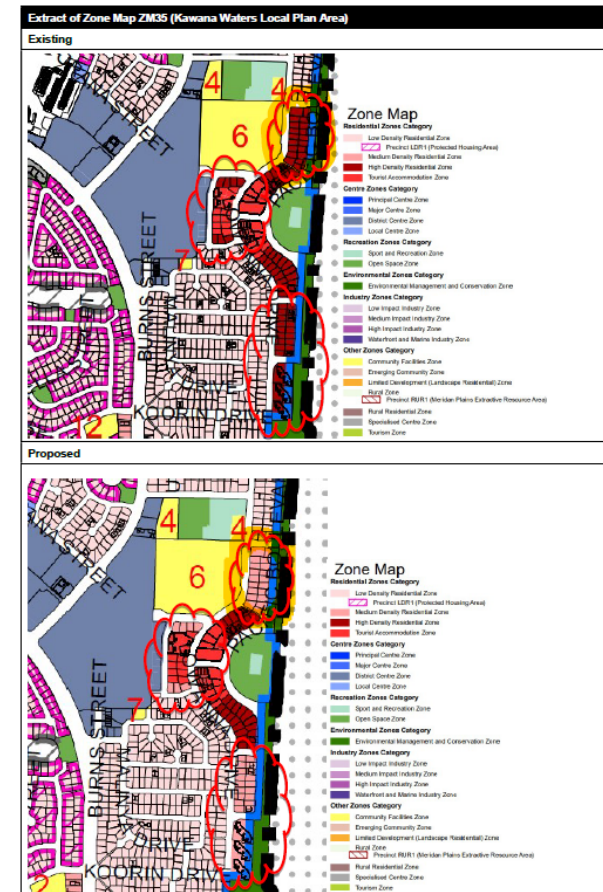 Extract of Zone Map ZM35 (Kawana Waters Local Plan Area)
Existing
4
4
6
7
12
STREET
BURNS STREET
DRIVE
KOORIN DRIVE
Zone Map
Residential Zones Category
Low Density Residential Zone
Precinct LDR1 (Protected Housing Area)
Medium Density Residential Zone
High Density Residential Zone
Tourist Accommodation Zone
Centre Zones Category
Principal Centre Zone
Major Centre Zone
District Centre Zone
Local Centre Zone
Recreation Zones Category
Sport and Recreation Zone
Open Space Zone
Environmental Zones Category
Environmental Management and Conservation Zone
Industry Zones Category
Low Impact Industry Zone
Medium Impact Industry Zone
High Impact Industry Zone
Waterfront and Marine Industry Zone
Other Zones Category
Community Facilities Zone
Emerging Community Zone
Limited Development (Landscape Residential) Zone
Rural Zone
Precinct RUR1 (Meridan Plains Extractive Resource Area)
Rural Residential Zone
Specialised Centre Zone
Tourism Zone
Proposed
4
4
6
7
2
STREET
BURNS STREET
DRIVE
KOORIN DRIVE
Zone Map
Residential Zones Category
Low Density Residential Zone
Precinct LDR1 (Protected Housing Area)
Medium Density Residential Zone
High Density Residential Zone
Tourist Accommodation Zone
Centre Zones Category
Principal Centre Zone
Major Centre Zone
District Centre Zone
Local Centre Zone
Recreation Zones Category
Sport and Recreation Zone
Open Space Zone
Environmental Zones Category
Environmental Management and Conservation Zone
Industry Zones Category
Low Impact Industry Zone
Medium Impact Industry Zone
High Impact Industry Zone
Waterfront and Marine Industry Zone
Other Zones Category
Community Facilities Zone
Emerging Community Zone
Limited Development (Landscape Residential) Zone
Rural Zone
Precinct RUR1 (Meridan Plains Extractive Resource Area)
Rural Residential Zone
Specialised Centre Zone
Tourism Zone